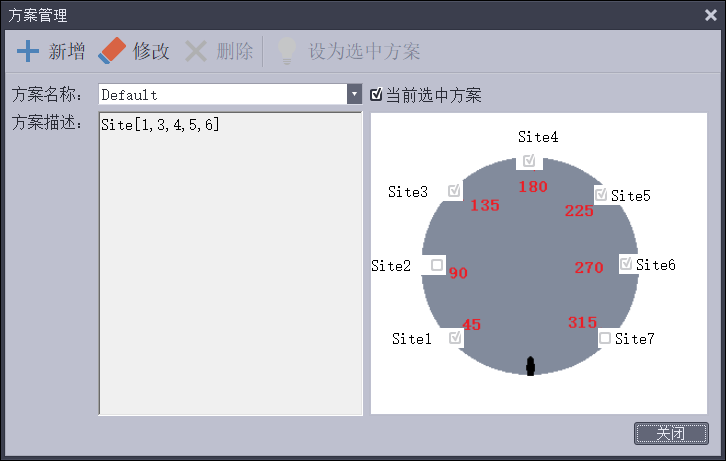 方案管理
新增 修改 删除 设为选中方案
方案名称： Default 当前选中方案
方案描述： Site[1,3,4,5,6]
Site4
180
Site3 135 225 Site5
Site2 90 270 Site6
Site1 45 315 Site7
关闭